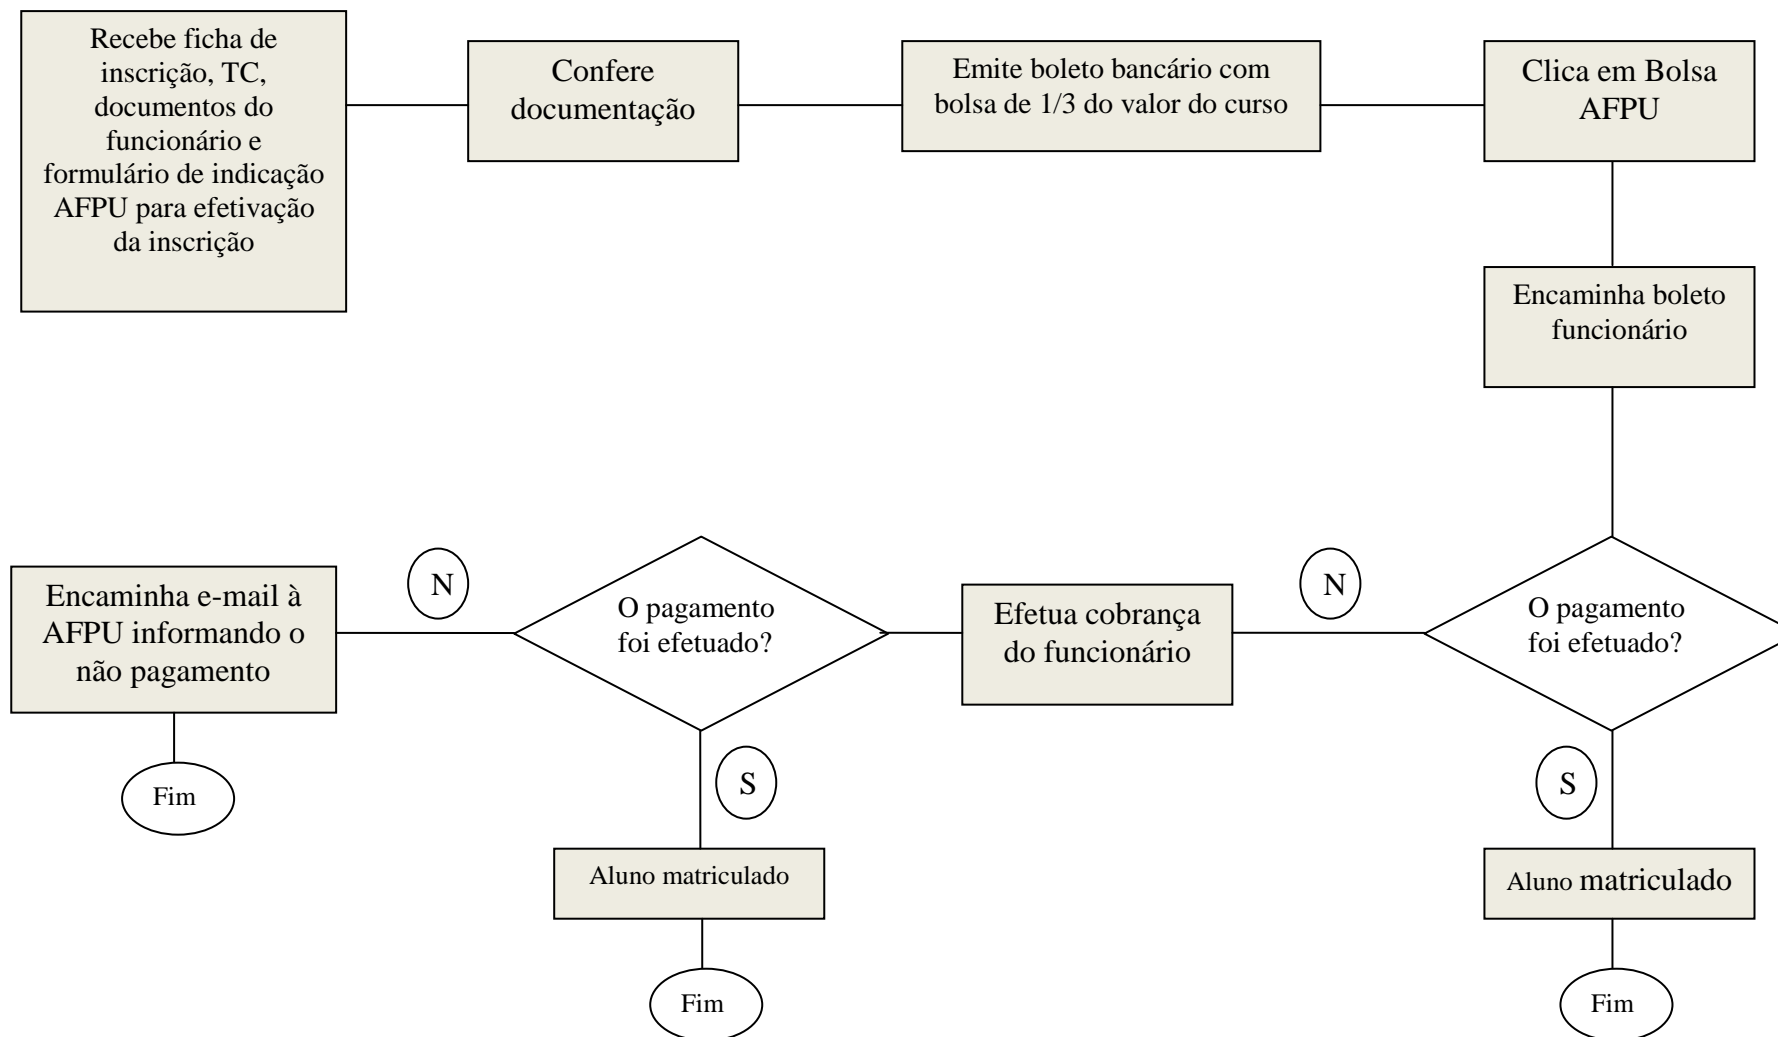 Recebe ficha de
inscrição, TC,
documentos do
funcionário e
formulário de indicação
AFPU para efetivação
da inscrição
Confere
documentação
Emite boleto bancário com
bolsa de 1/3 do valor do curso
Clica em Bolsa
AFPU
Encaminha boleto
funcionário
O pagamento
foi efetuado?
N
Efetua cobrança
do funcionário
O pagamento
foi efetuado?
N
Encaminha e-mail à
AFPU informando o
não pagamento
Fim
S
Aluno matriculado
Fim
S
Aluno matriculado
Fim